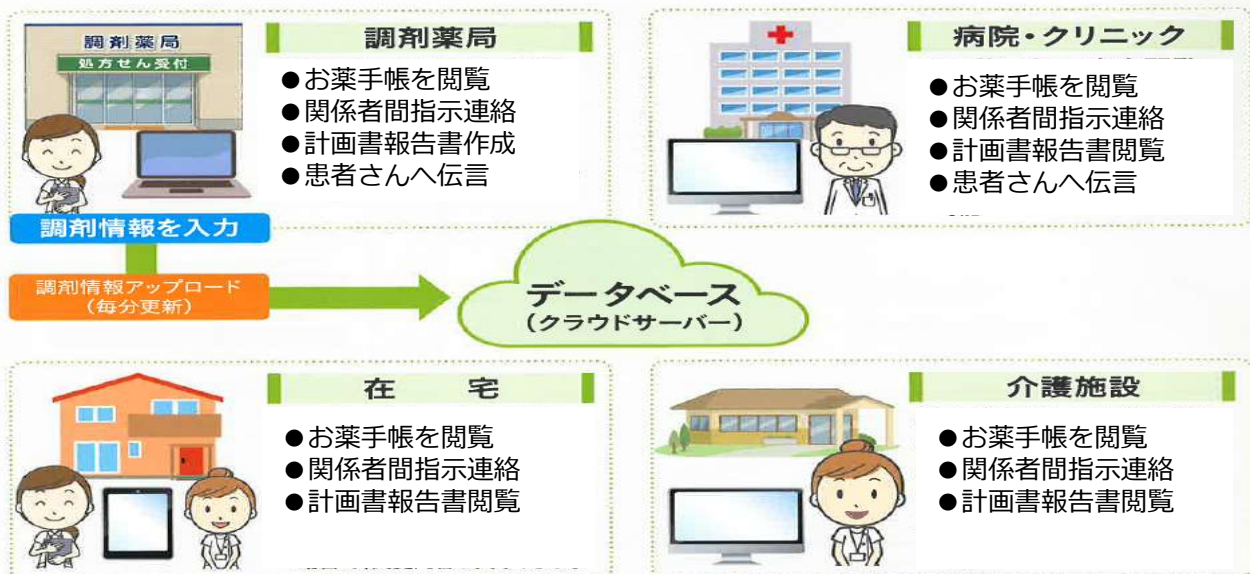 調剤薬局
処方せん受付
調剤薬局
●お薬手帳を閲覧
●関係者間指示連絡
●計画書報告書作成
●患者さんへ伝言
病院・クリニック
●お薬手帳を閲覧
●関係者間指示連絡
●計画書報告書閲覧
●患者さんへ伝言
調剤情報を入力
調剤情報アップロード
（毎分更新）
データベース
（クラウドサーバー）
在　宅
●お薬手帳を閲覧
●関係者間指示連絡
●計画書報告書閲覧
介護施設
●お薬手帳を閲覧
●関係者間指示連絡
●計画書報告書閲覧